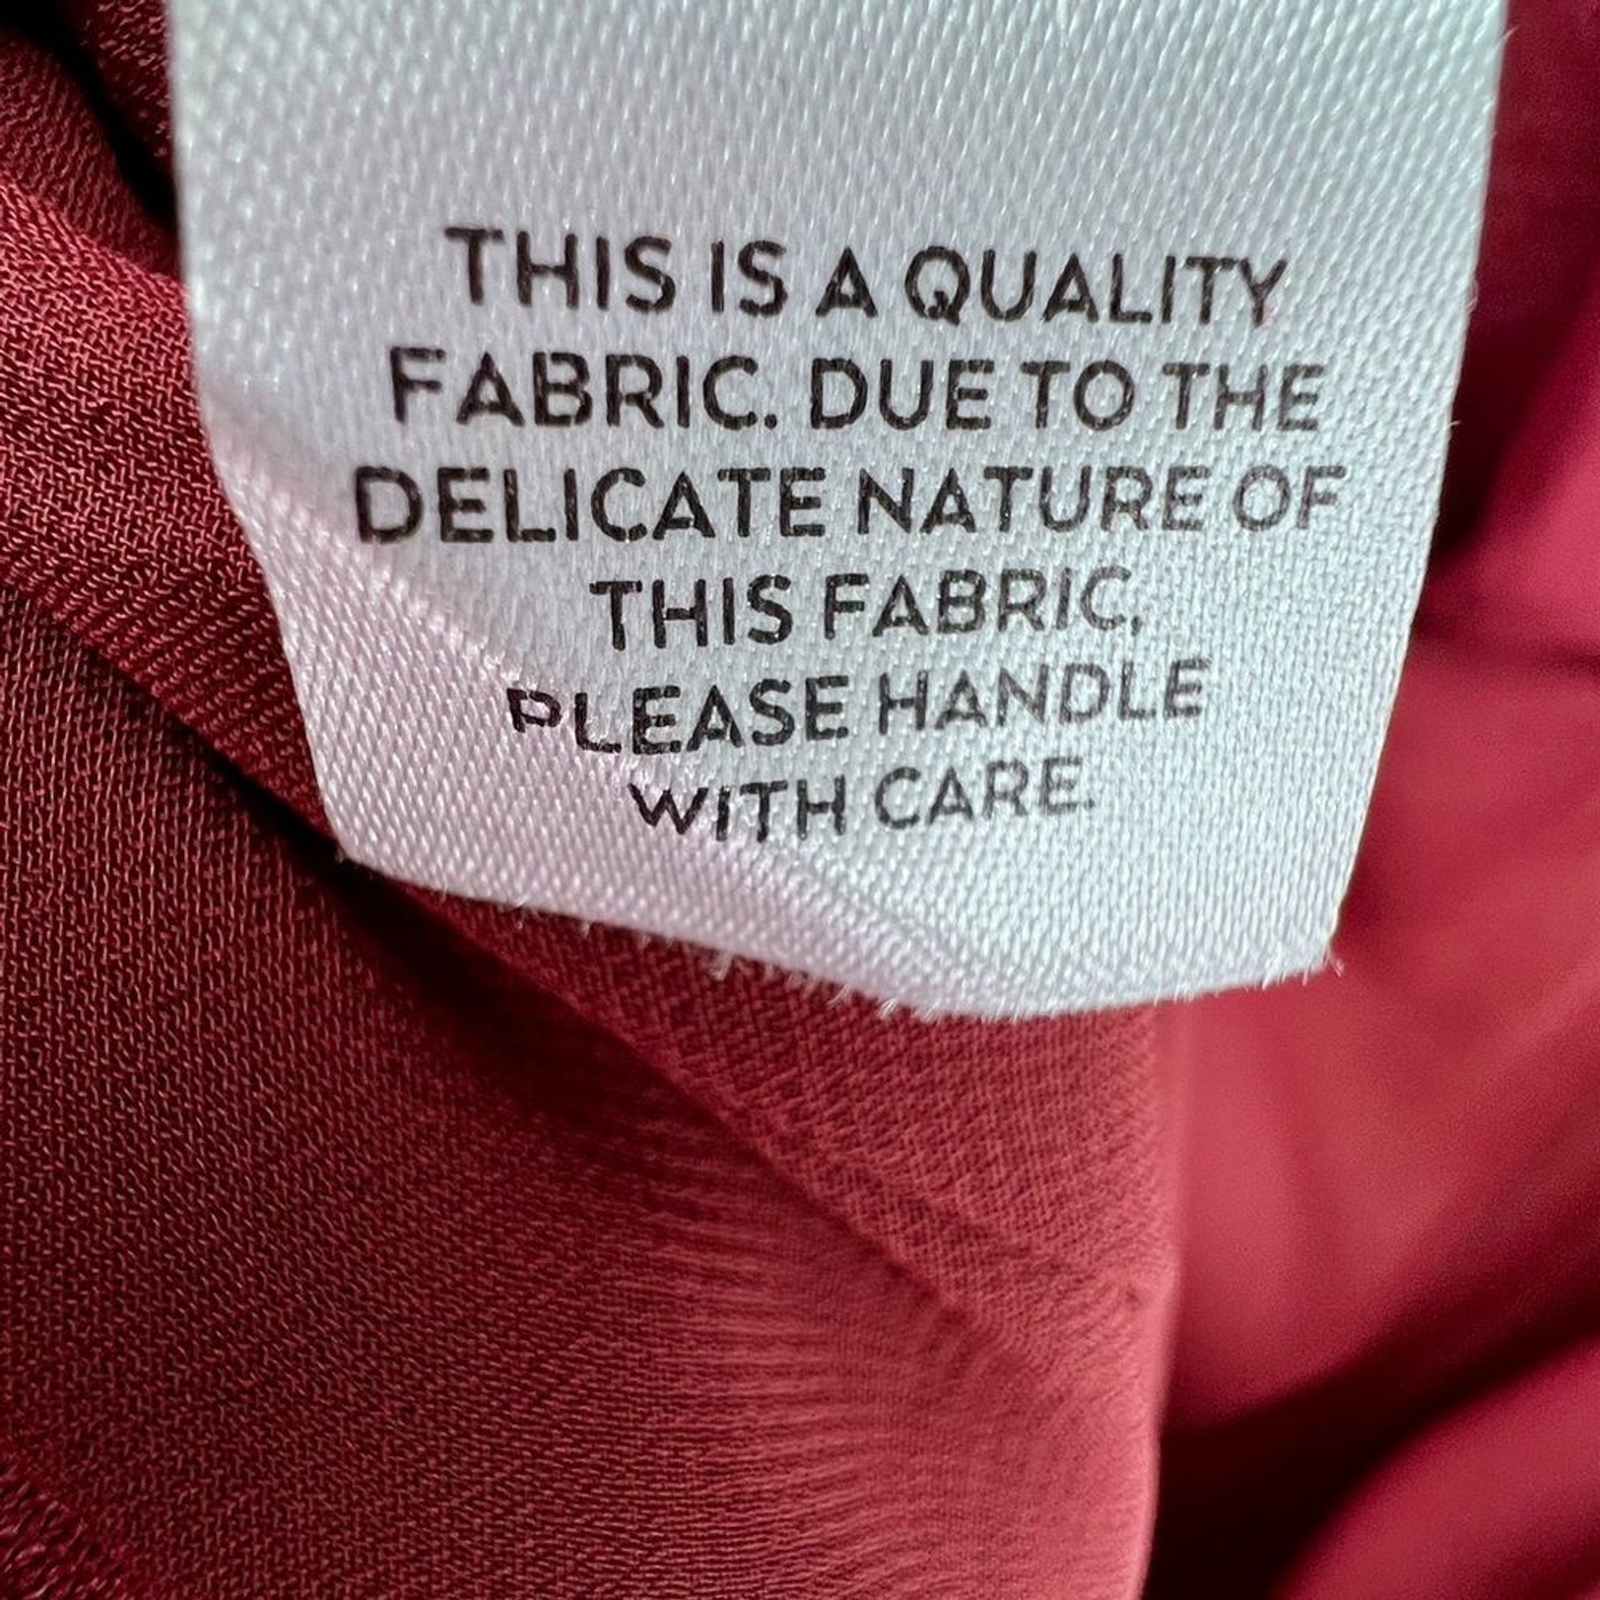 THIS IS A QUALITY
FABRIC. DUE TO THE
DELICATE NATURE OF
THIS FABRIC,
PLEASE HANDLE
WITH CARE.